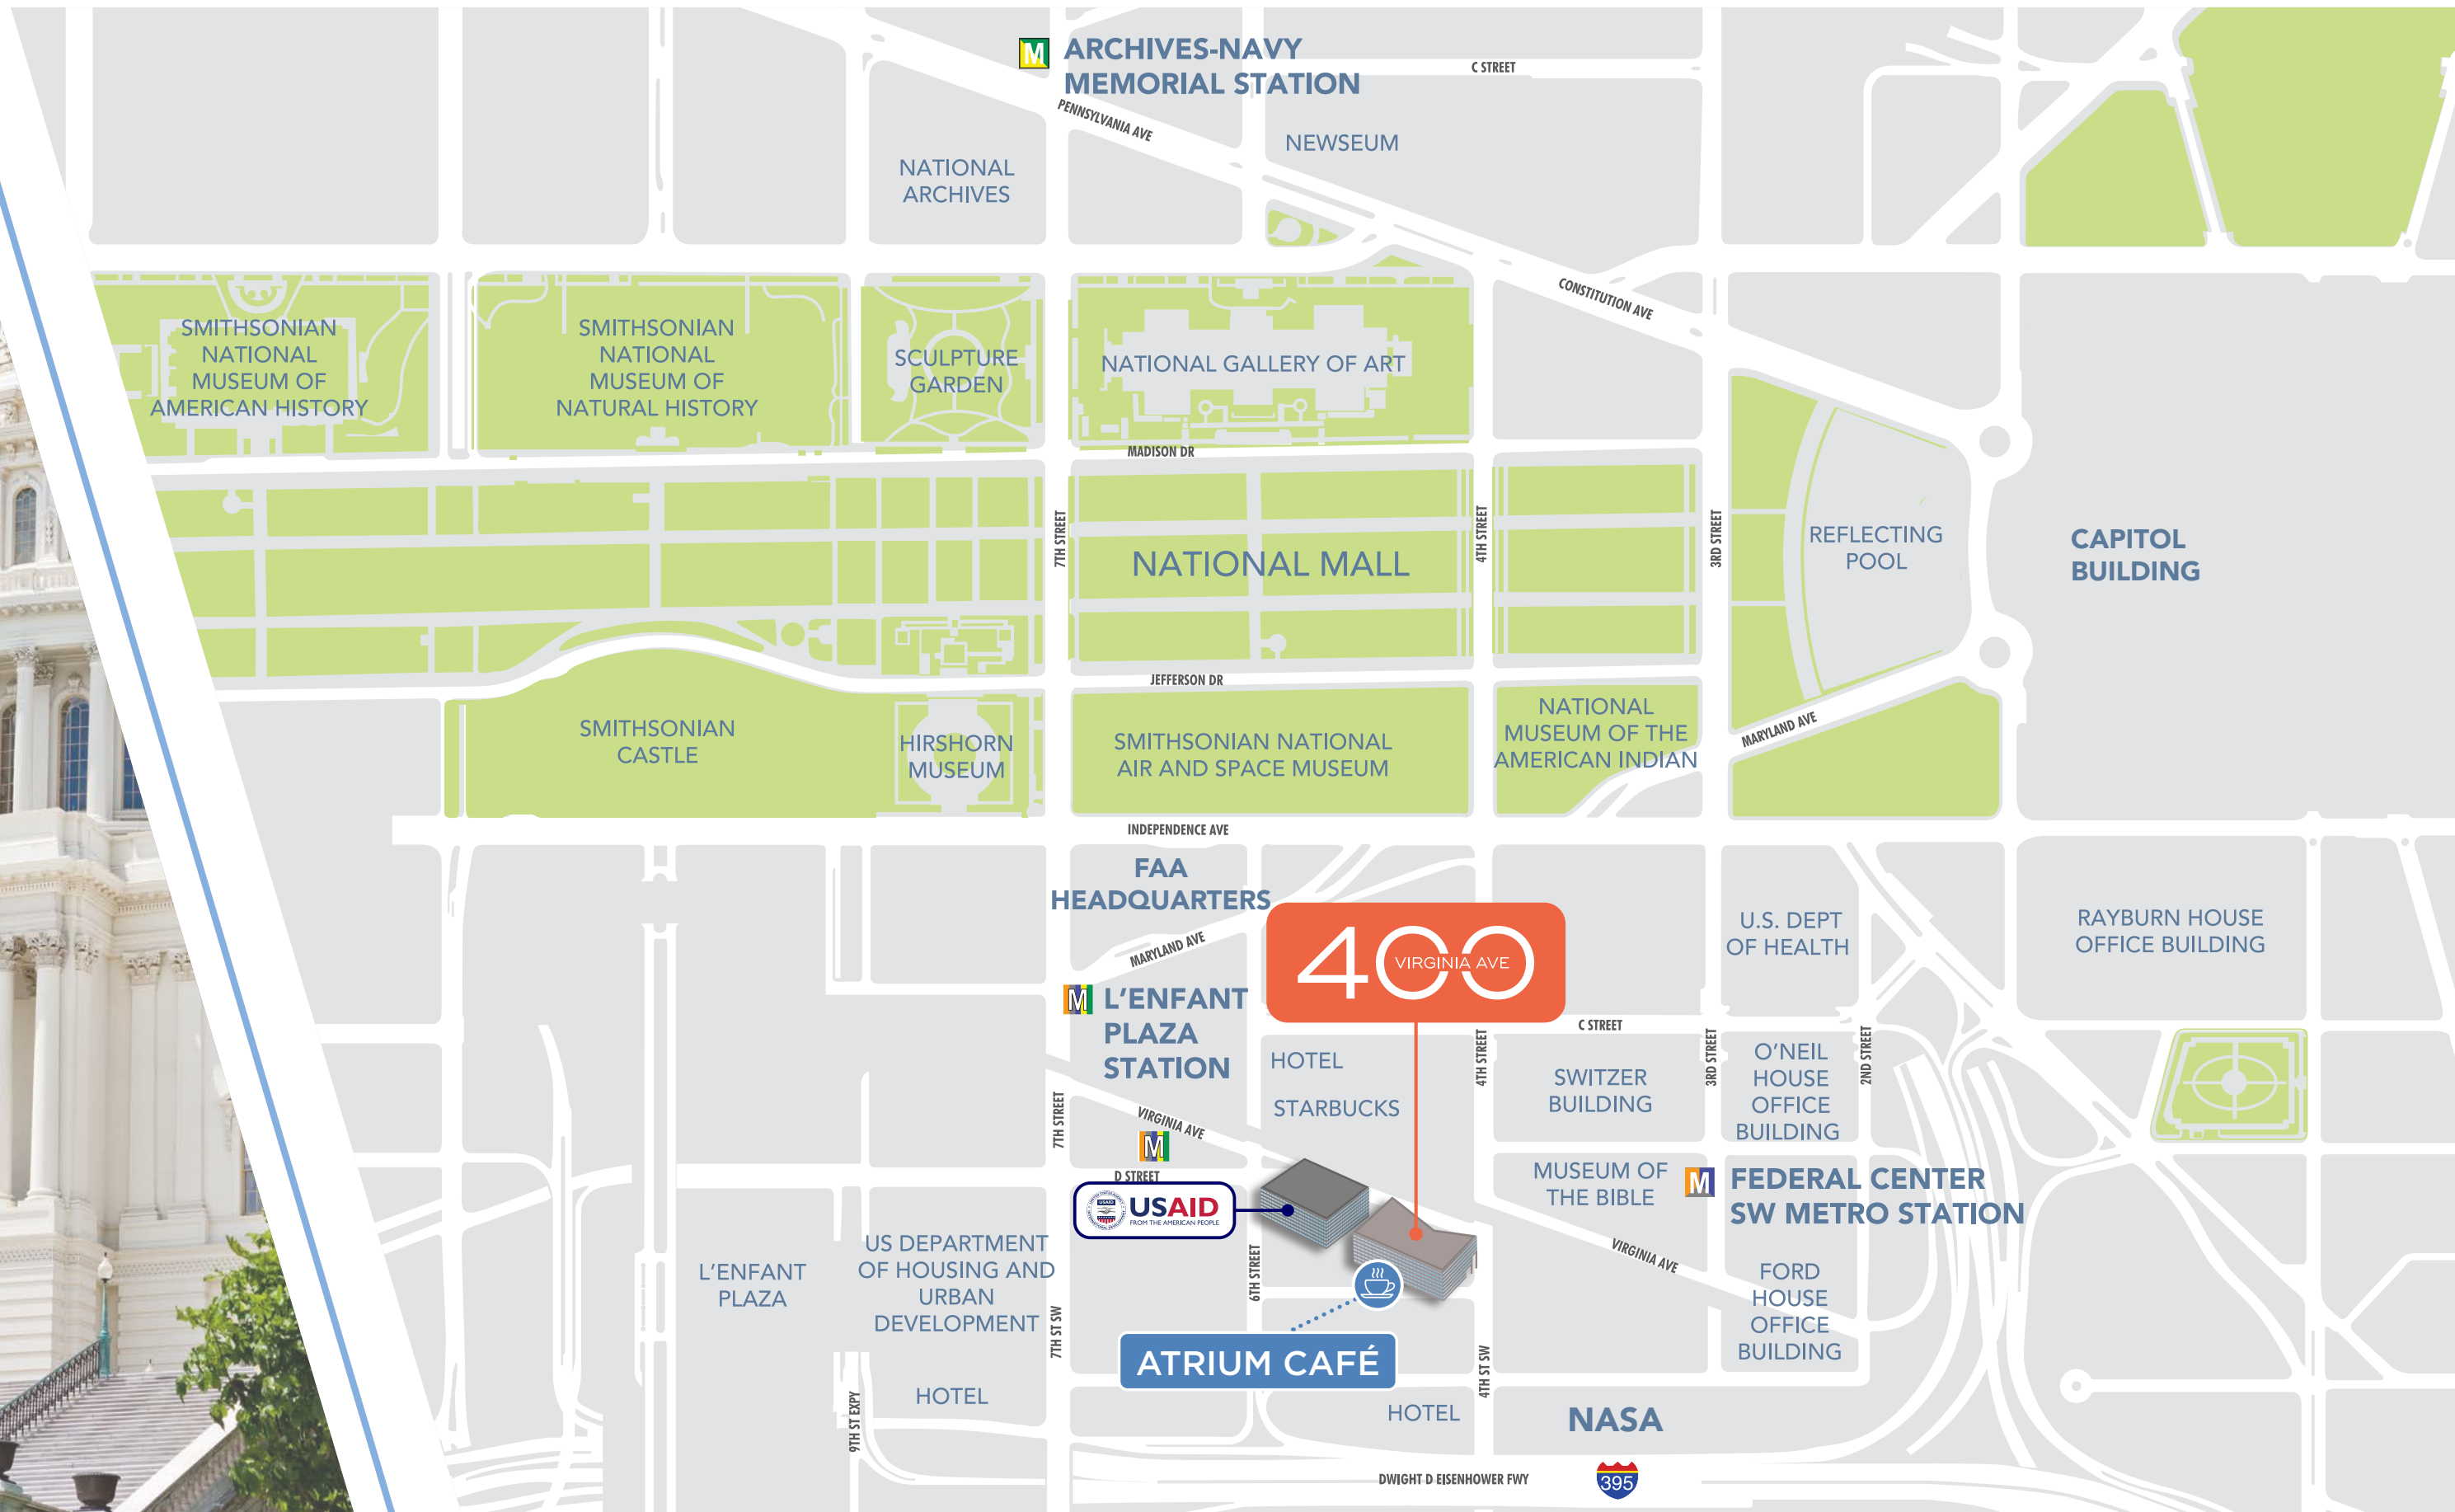 M ARCHIVES-NAVY
MEMORIAL STATION
C STREET
PENNSYLVANIA AVE
NEWSEUM
NATIONAL
ARCHIVES
CONSTITUTION AVE
SMITHSONIAN
NATIONAL
MUSEUM OF
AMERICAN HISTORY
SMITHSONIAN
NATIONAL
MUSEUM OF
NATURAL HISTORY
SCULPTURE
GARDEN
NATIONAL GALLERY OF ART
MADISON DR
7TH STREET
NATIONAL MALL
4TH STREET
3RD STREET
REFLECTING
POOL
CAPITOL
BUILDING
JEFFERSON DR
SMITHSONIAN
CASTLE
HIRSHORN
MUSEUM
SMITHSONIAN NATIONAL
AIR AND SPACE MUSEUM
NATIONAL
MUSEUM OF THE
AMERICAN INDIAN
MARYLAND AVE
INDEPENDENCE AVE
FAA
HEADQUARTERS
MARYLAND AVE
400
VIRGINIA AVE
U.S. DEPT
OF HEALTH
RAYBURN HOUSE
OFFICE BUILDING
M L'ENFANT
PLAZA
STATION
C STREET
HOTEL
STARBUCKS
4TH STREET
SWITZER
BUILDING
3RD STREET
O'NEIL
HOUSE
OFFICE
BUILDING
2ND STREET
7TH STREET
VIRGINIA AVE
M
D STREET
USAID
USAID
FROM THE AMERICAN PEOPLE
MUSEUM OF
THE BIBLE
M FEDERAL CENTER
SW METRO STATION
L'ENFANT
PLAZA
US DEPARTMENT
OF HOUSING AND
URBAN
DEVELOPMENT
7TH ST SW
6TH STREET
VIRGINIA AVE
FORD
HOUSE
OFFICE
BUILDING
ATRIUM CAFÉ
4TH ST SW
9TH ST EXPY
HOTEL
HOTEL
NASA
DWIGHT D EISENHOWER FWY
395